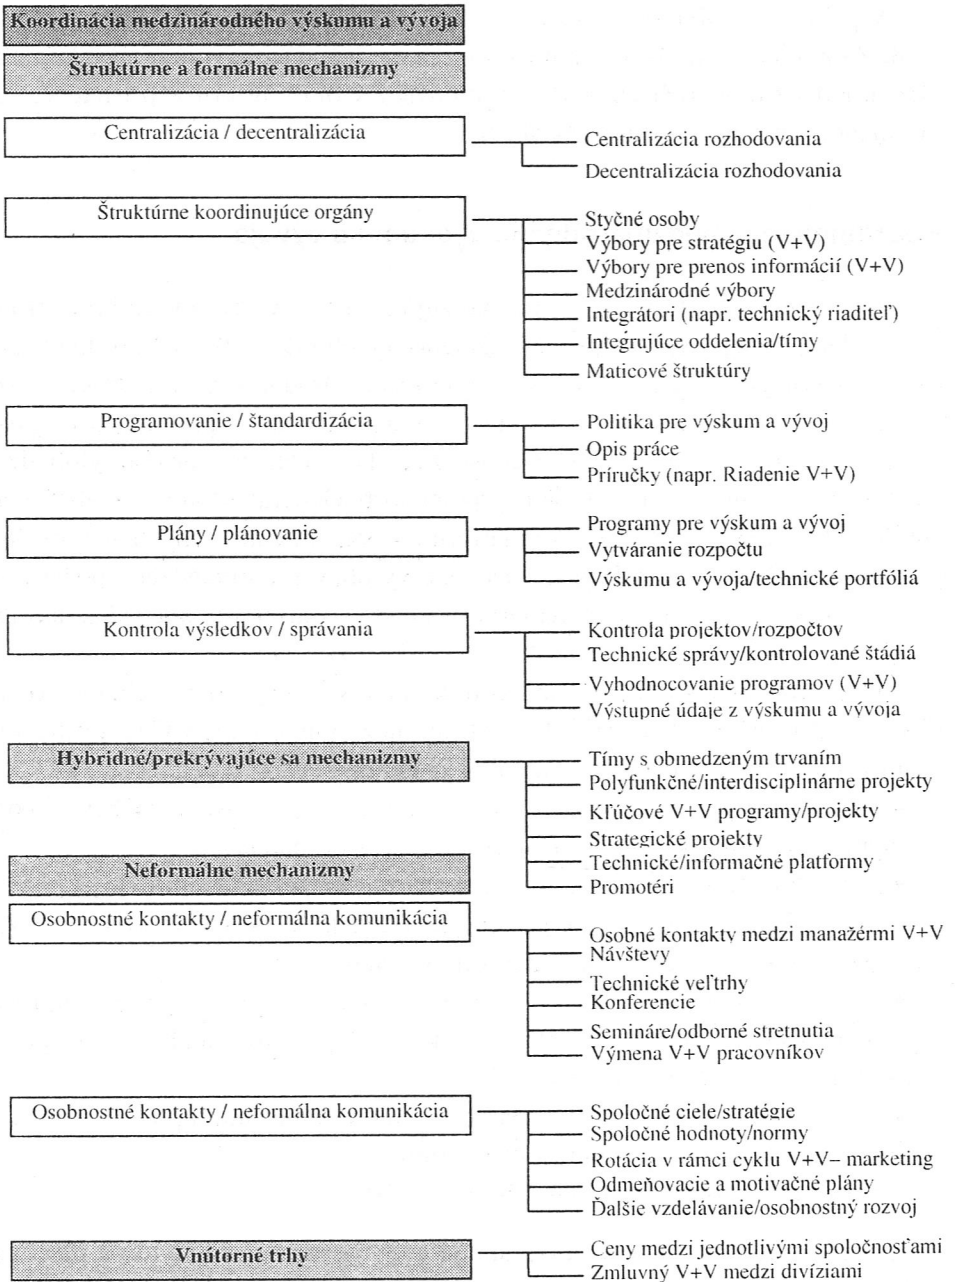 Koordinácia medzinárodného výskumu a vývoja
Štruktúrne a formálne mechanizmy
Centralizácia / decentralizácia
Centralizácia rozhodovania
Decentralizácia rozhodovania
Štruktúrne koordinujúce orgány
Styčné osoby
Výbory pre stratégiu (V+V)
Výbory pre prenos informácií (V+V)
Medzinárodné výbory
Integrátori (napr. technický riaditeľ)
Integrujúce oddelenia/tímy
Maticové štruktúry
Programovanie / štandardizácia
Politika pre výskum a vývoj
Opis práce
Príručky (napr. Riadenie V+V)
Plány / plánovanie
Programy pre výskum a vývoj
Vytváranie rozpočtu
Výskumu a vývoja/technické portfóliá
Kontrola výsledkov / správania
Kontrola projektov/rozpočtov
Technické správy/kontrolované štádiá
Vyhodnocovanie programov (V+V)
Výstupné údaje z výskumu a vývoja
Hybridné/prekrývajúce sa mechanizmy
Tímy s obmedzeným trvaním
Polyfunkčné/interdisciplinárne projekty
Kľúčové V+V programy/projekty
Strategické projekty
Technické/informačné platformy
Promotéri
Neformálne mechanizmy
Osobnostné kontakty / neformálna komunikácia
Osobné kontakty medzi manažérmi V+V
Návštevy
Technické veľtrhy
Konferencie
Semináre/odborné stretnutia
Výmena V+V pracovníkov
Osobnostné kontakty / neformálna komunikácia
Spoločné ciele/stratégie
Spoločné hodnoty/normy
Rotácia v rámci cyklu V+V– marketing
Odmeňovacie a motivačné plány
Ďalšie vzdelávanie/osobnostný rozvoj
Vnútorné trhy
Ceny medzi jednotlivými spoločnosťami
Zmluvný V+V medzi divíziami